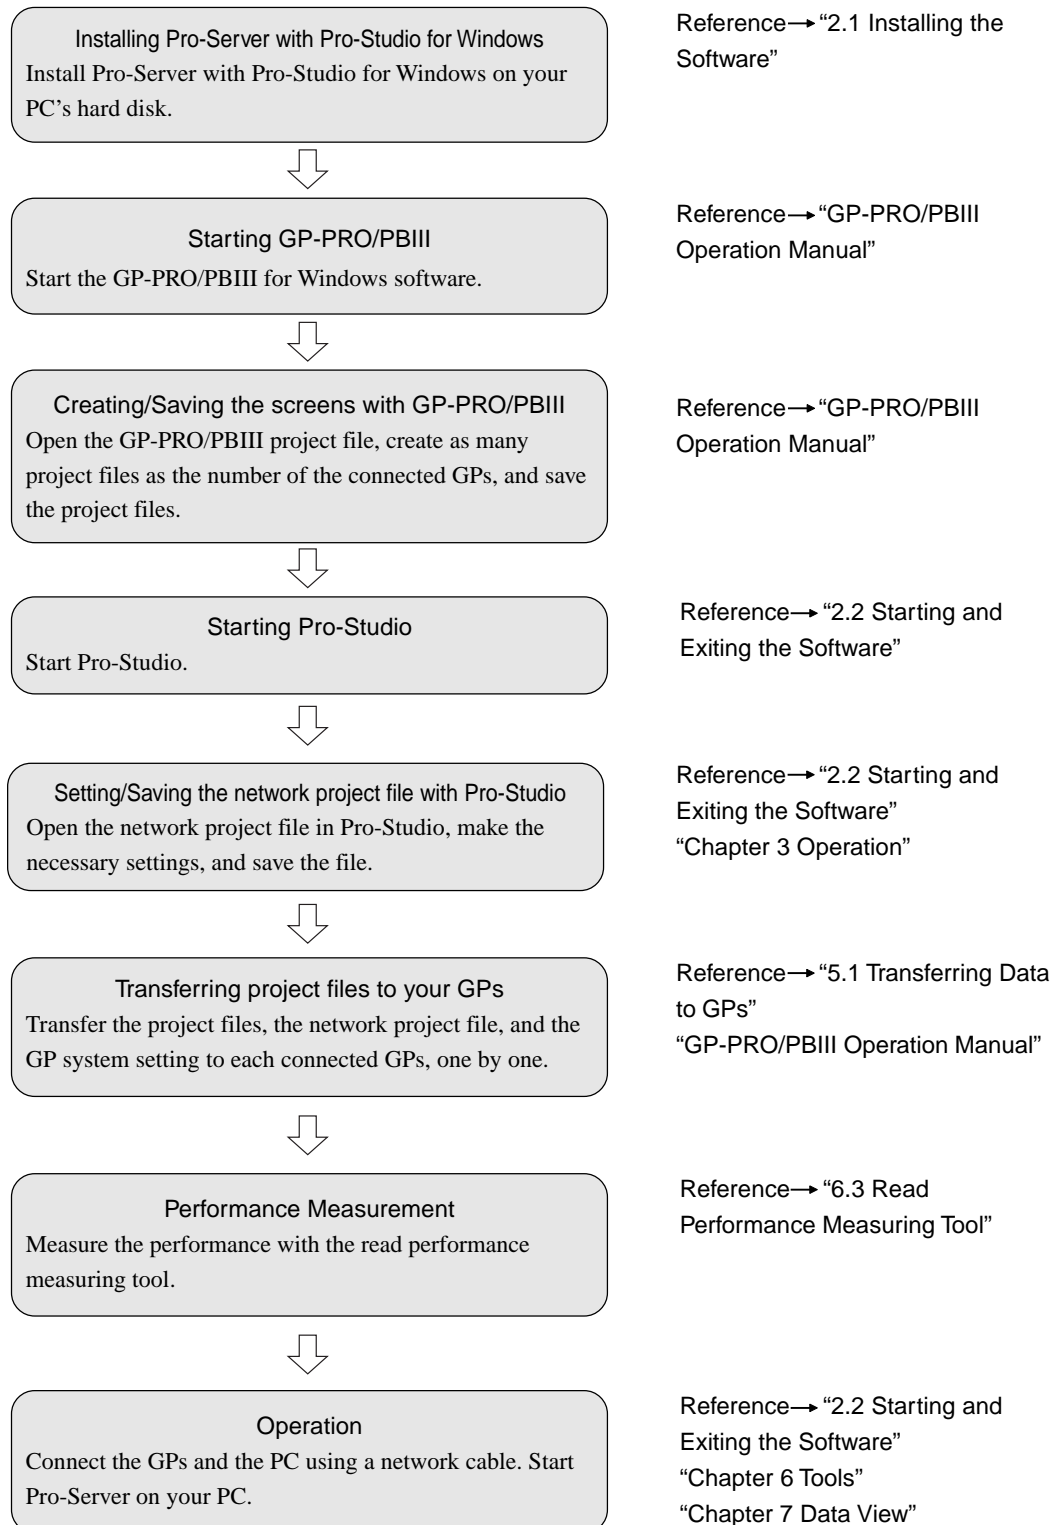 Installing Pro-Server with Pro-Studio for Windows
Install Pro-Server with Pro-Studio for Windows on your
PC’s hard disk.
Reference→ “2.1 Installing the
Software”
Starting GP-PRO/PBIII
Start the GP-PRO/PBIII for Windows software.
Reference→ “GP-PRO/PBIII
Operation Manual”
Creating/Saving the screens with GP-PRO/PBIII
Open the GP-PRO/PBIII project file, create as many
project files as the number of the connected GPs, and save
the project files.
Reference→ “GP-PRO/PBIII
Operation Manual”
Starting Pro-Studio
Start Pro-Studio.
Reference→ “2.2 Starting and
Exiting the Software”
Setting/Saving the network project file with Pro-Studio
Open the network project file in Pro-Studio, make the
necessary settings, and save the file.
Reference→ “2.2 Starting and
Exiting the Software”
“Chapter 3 Operation”
Transferring project files to your GPs
Transfer the project files, the network project file, and the
GP system setting to each connected GPs, one by one.
Reference→ “5.1 Transferring Data
to GPs”
“GP-PRO/PBIII Operation Manual”
Performance Measurement
Measure the performance with the read performance
measuring tool.
Reference→ “6.3 Read
Performance Measuring Tool”
Operation
Connect the GPs and the PC using a network cable. Start
Pro-Server on your PC.
Reference→ “2.2 Starting and
Exiting the Software”
“Chapter 6 Tools”
“Chapter 7 Data View”